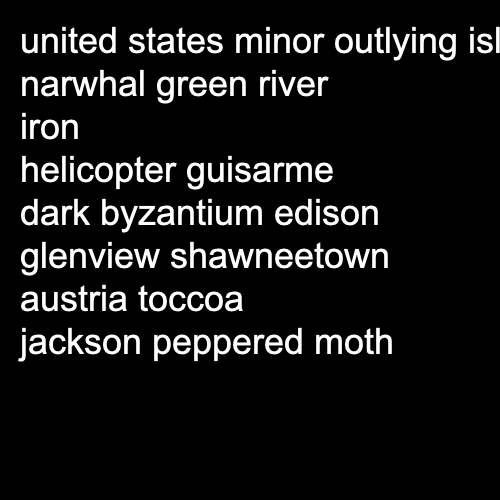 united states minor outlying isl
narwhal green river
iron
helicopter guisarme
dark byzantium edison
glenview shawneetown
austria toccoa
jackson peppered moth